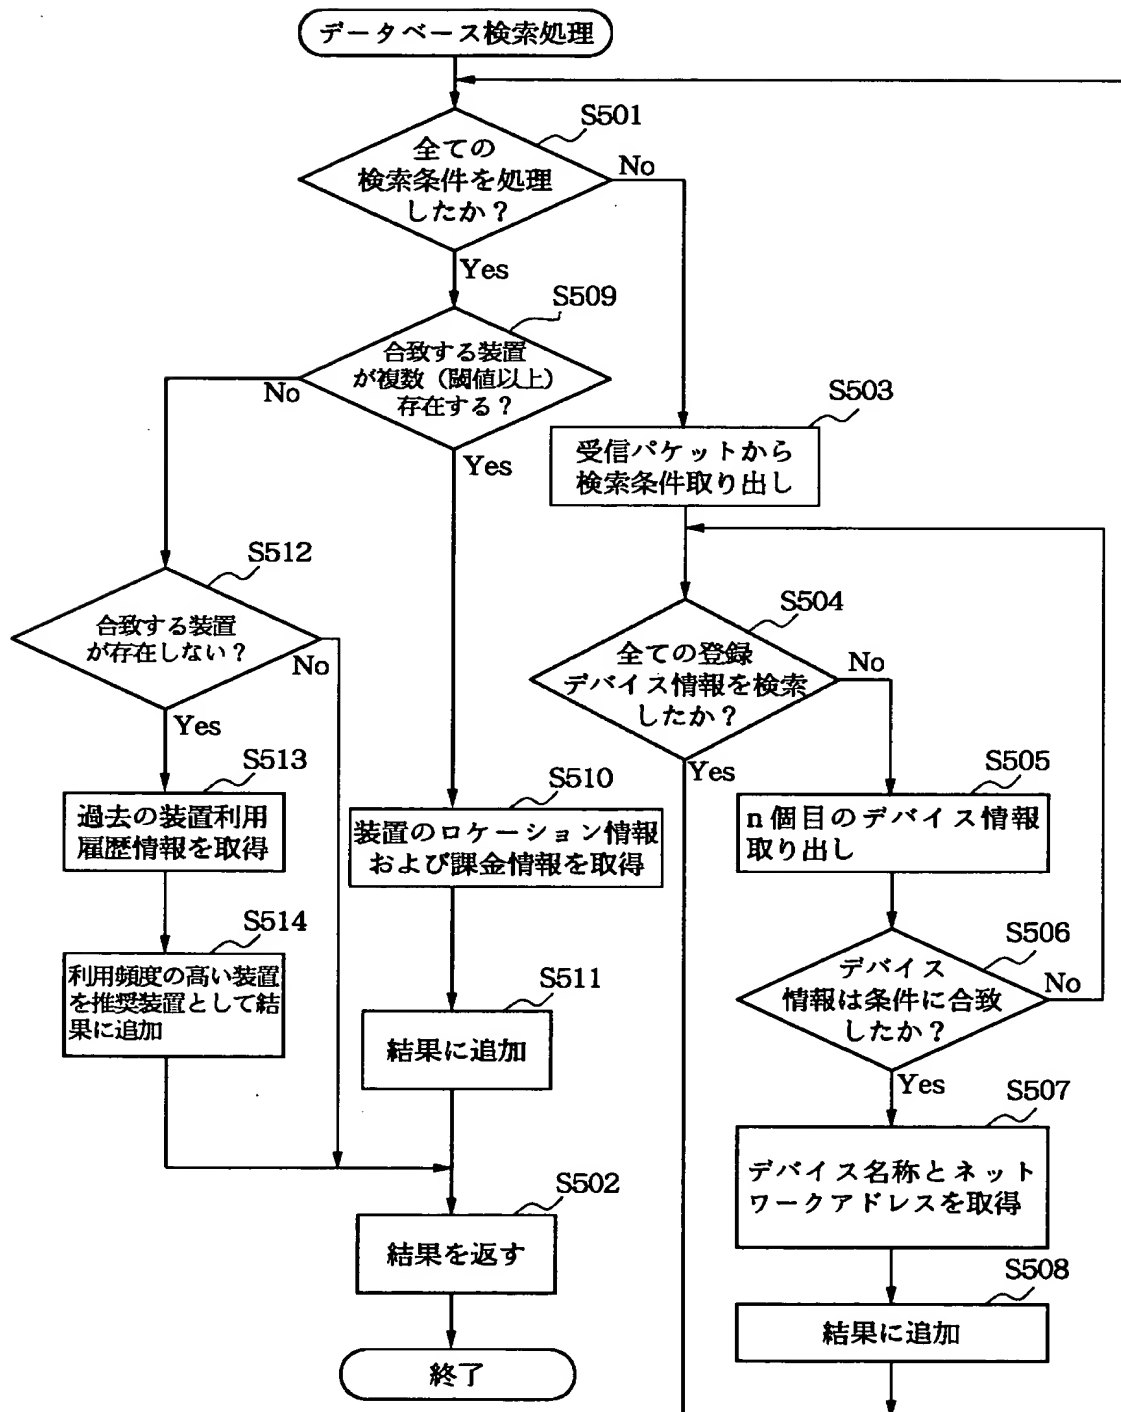 データベース検索処理
S501
全ての
検索条件を処理
したか？
No
Yes
S509
合致する装置
が複数（閾値以上）
存在する？
No
Yes
S503
受信パケットから
検索条件取り出し
S512
合致する装置
が存在しない？
No
Yes
S504
全ての登録
デバイス情報を検索
したか？
No
Yes
S513
過去の装置利用
履歴情報を取得
S510
装置のロケーション情報
および課金情報を取得
S505
n個目のデバイス情報
取り出し
S514
利用頻度の高い装置
を推奨装置として結
果に追加
S511
結果に追加
S506
デバイス
情報は条件に合致
したか？
No
Yes
S507
デバイス名称とネット
ワークアドレスを取得
S502
結果を返す
S508
結果に追加
終了